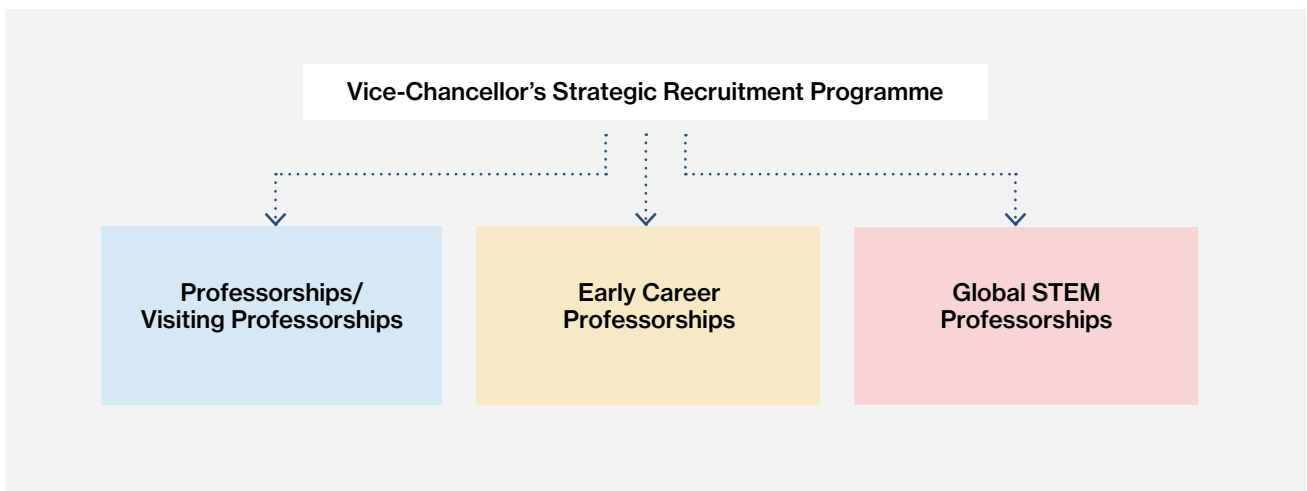 Vice-Chancellor’s Strategic Recruitment Programme
Professorships/
Visiting Professorships
Early Career
Professorships
Global STEM
Professorships